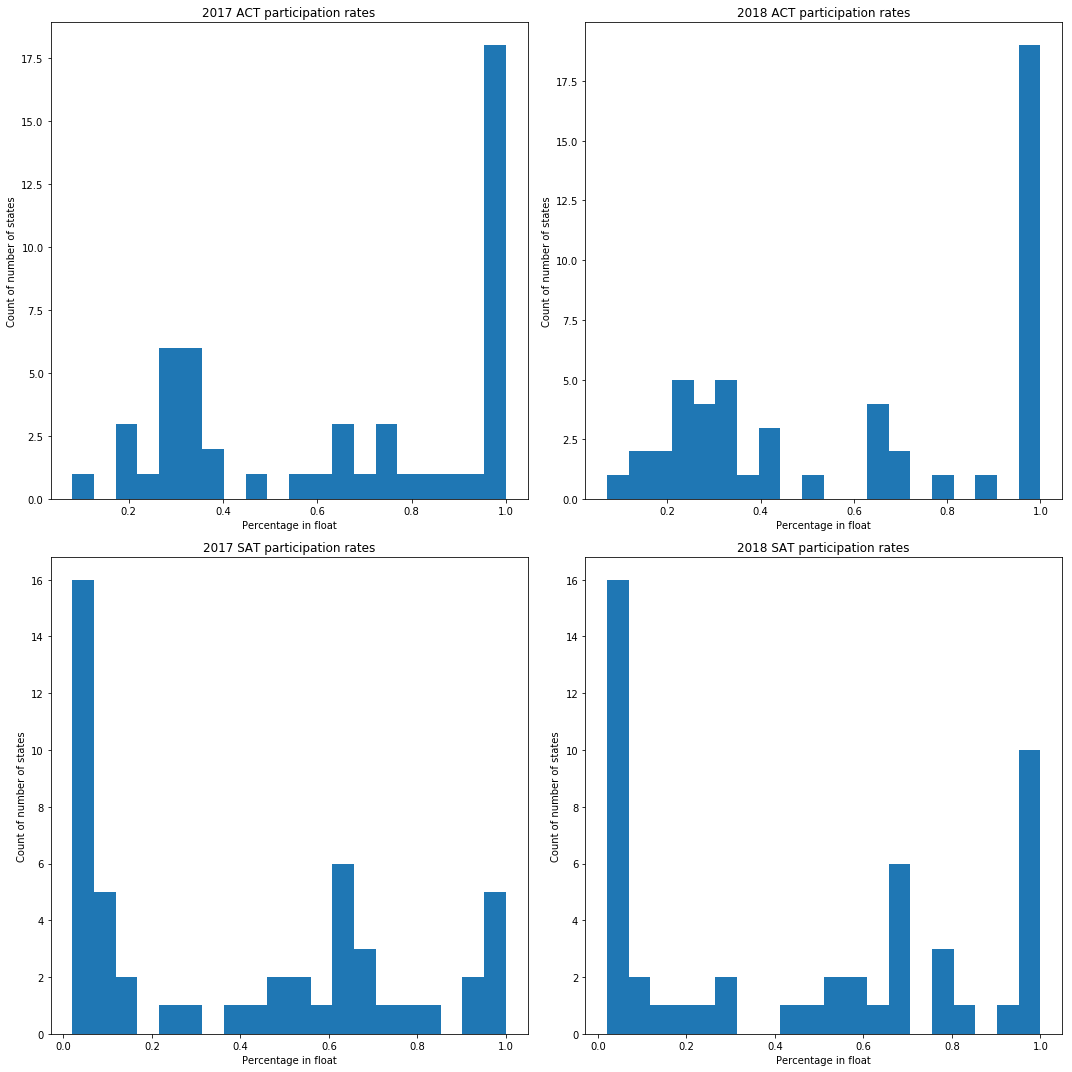 2017 ACT participation rates
17.5
15.0
12.5
10.0
7.5
5.0
2.5
0.0
Count of number of states
0.2 0.4 0.6 0.8 1.0
Percentage in float
2018 ACT participation rates
17.5
15.0
12.5
10.0
7.5
5.0
2.5
0.0
Count of number of states
0.2 0.4 0.6 0.8 1.0
Percentage in float
2017 SAT participation rates
16
14
12
10
8
6
4
2
0
Count of number of states
0.0 0.2 0.4 0.6 0.8 1.0
Percentage in float
2018 SAT participation rates
16
14
12
10
8
6
4
2
0
Count of number of states
0.0 0.2 0.4 0.6 0.8 1.0
Percentage in float